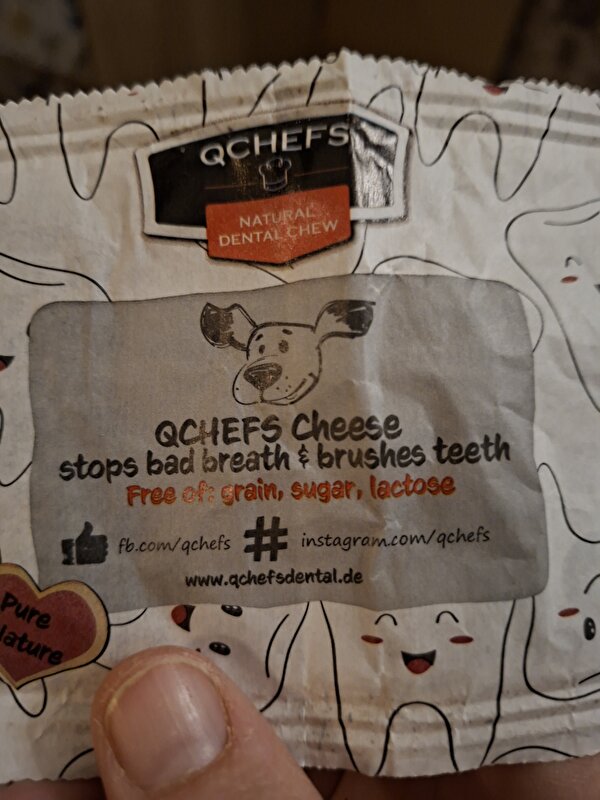 QCHEFS
NATURAL
DENTAL CHEW
QCHEFS Cheese
stops bad breath & brushes teeth
Free of: grain, sugar, lactose
fb.com/qchefs # instagram.com/qchefs
www.qchefsdental.de
Pure
Nature